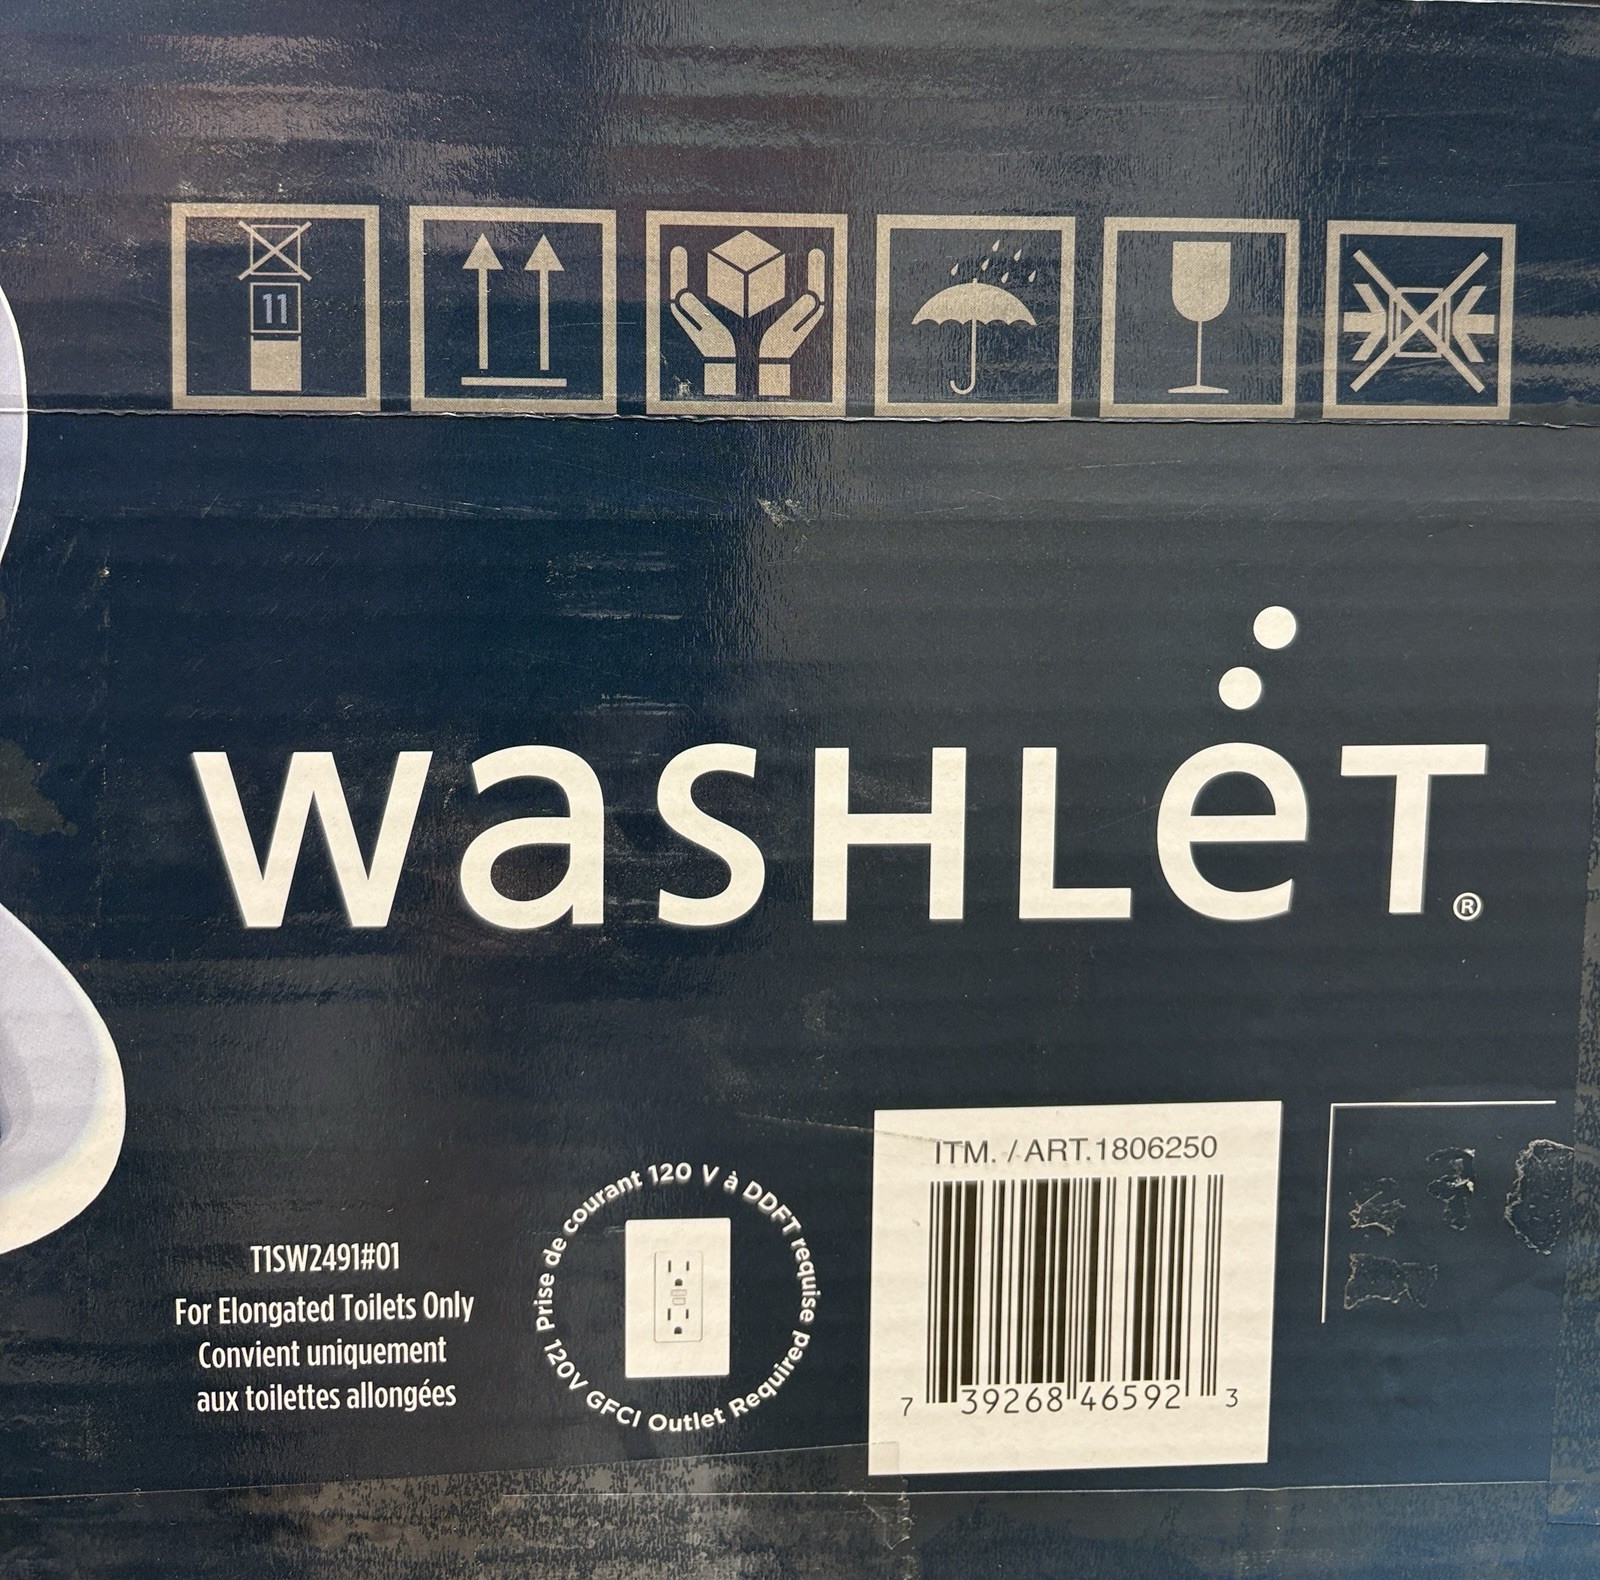 11
WASHLET®
ITM. / ART.1806250
7 39268 46592 3
T1SW2491#01
For Elongated Toilets Only
Convient uniquement
aux toilettes allongées
Prise de courant 120 V à DDFT requise
120V GFCI Outlet Required